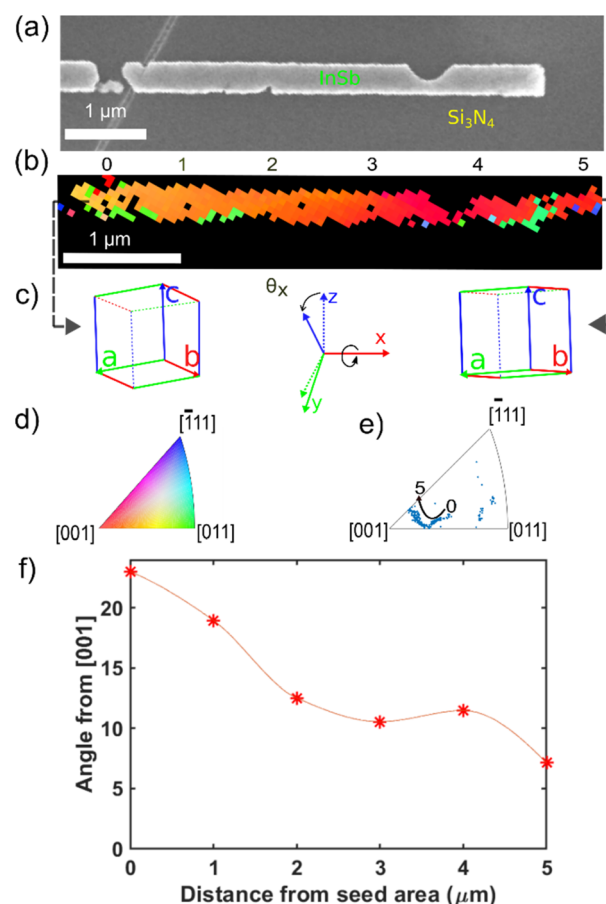 (a)
InSb
Si₃N₄
1 μm
(b)
0 1 2 3 4 5
1 μm
c)
θx
z
x
y
c
a
b
c
a
b
d)
[1̄11]
[001]
[011]
e)
[1̄11]
5
0
[001]
[011]
f)
Angle from [001]
20
15
10
5
0
0 1 2 3 4 5
Distance from seed area (μm)